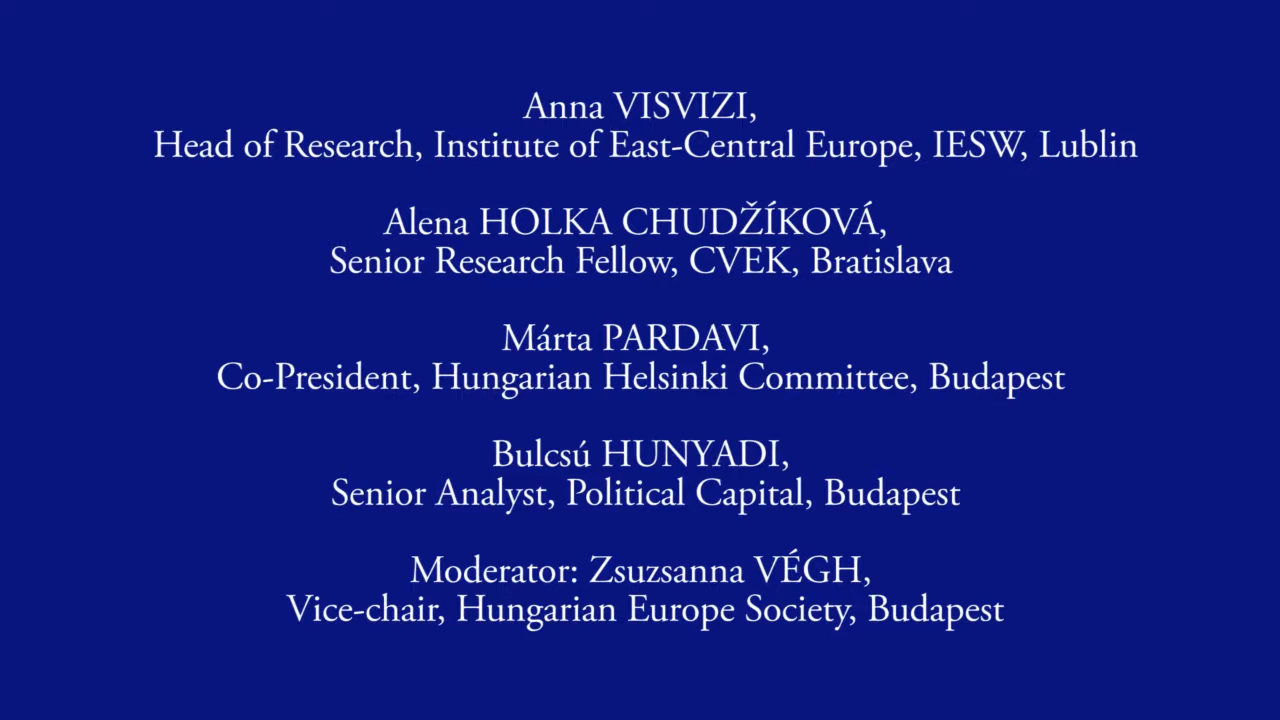 Anna VISVIZI,
Head of Research, Institute of East-Central Europe, IESW, Lublin
Alena HOLKA CHUDŽÍKOVÁ,
Senior Research Fellow, CVEK, Bratislava
Márta PARDAVI,
Co-President, Hungarian Helsinki Committee, Budapest
Bulcsú HUNYADI,
Senior Analyst, Political Capital, Budapest
Moderator: Zsuzsanna VÉGH,
Vice-chair, Hungarian Europe Society, Budapest